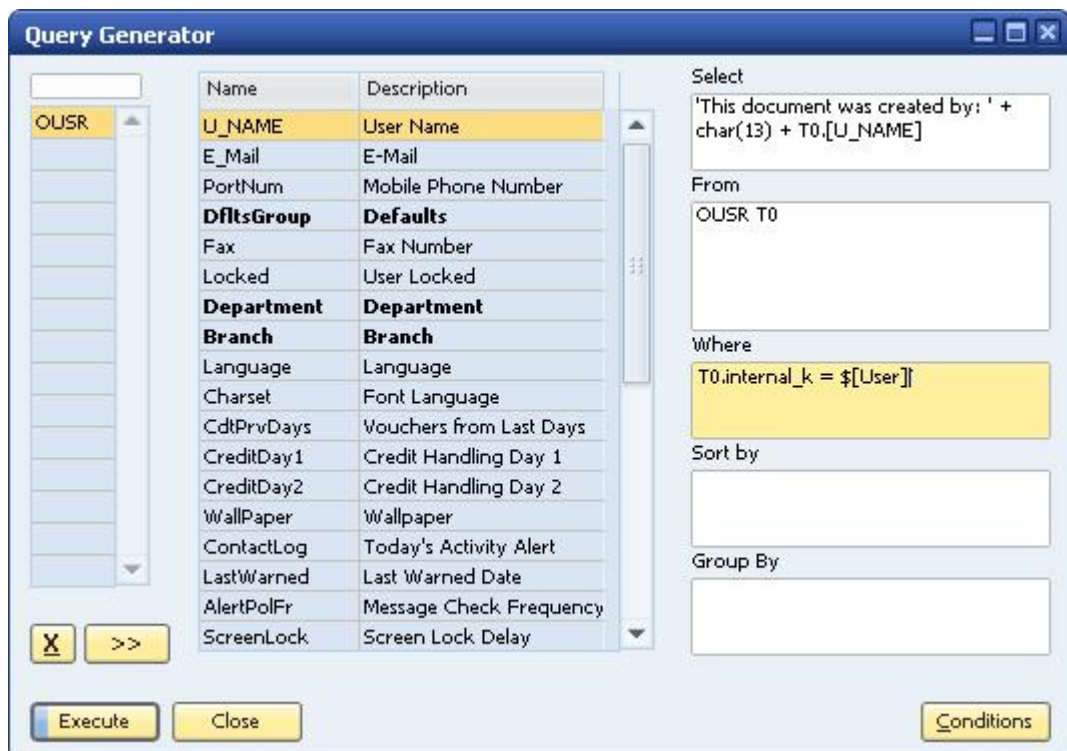 Query Generator
OUSR
Name Description
U_NAME User Name
E_Mail E-Mail
PortNum Mobile Phone Number
DfltsGroup Defaults
Fax Fax Number
Locked User Locked
Department Department
Branch Branch
Language Language
Charset Font Language
CdtPrvDays Vouchers from Last Days
CreditDay1 Credit Handling Day 1
CreditDay2 Credit Handling Day 2
WallPaper Wallpaper
ContactLog Today's Activity Alert
LastWarned Last Warned Date
AlertPolFr Message Check Frequency
ScreenLock Screen Lock Delay
Select
'This document was created by: ' +
char(13) + T0.[U_NAME]
From
OUSR T0
Where
T0.internal_k = $[User]
Sort by
Group By
X >>
Execute Close Conditions